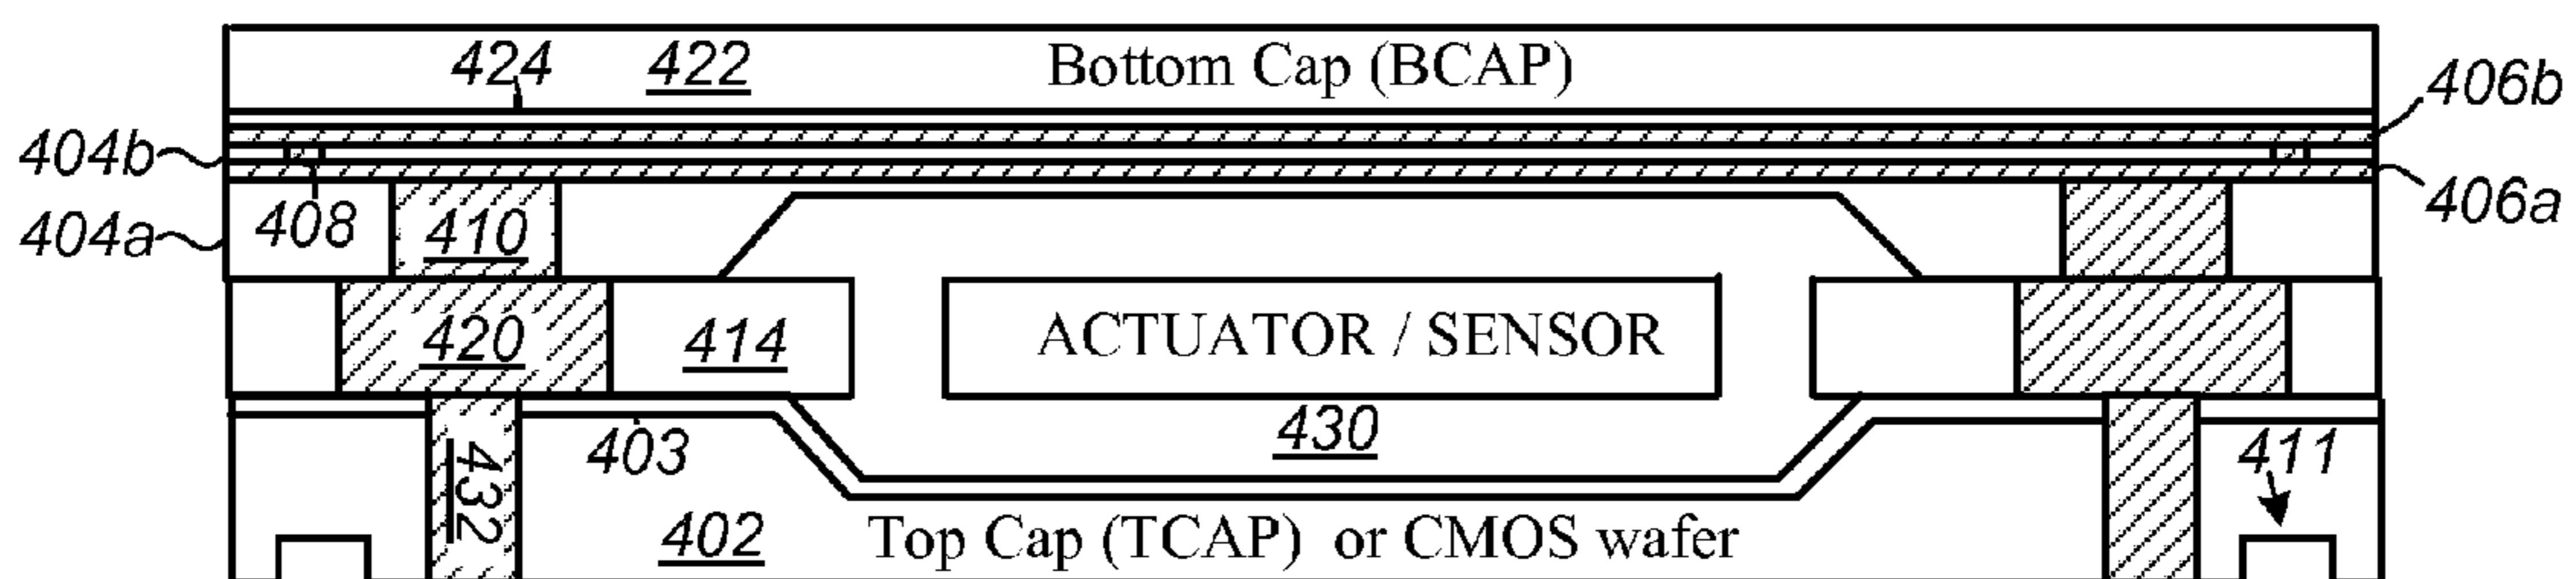 424 422 Bottom Cap (BCAP)
406b
404b
406a
404a 408 410
420 414 ACTUATOR / SENSOR
403 430 411
432
402 Top Cap (TCAP) or CMOS wafer